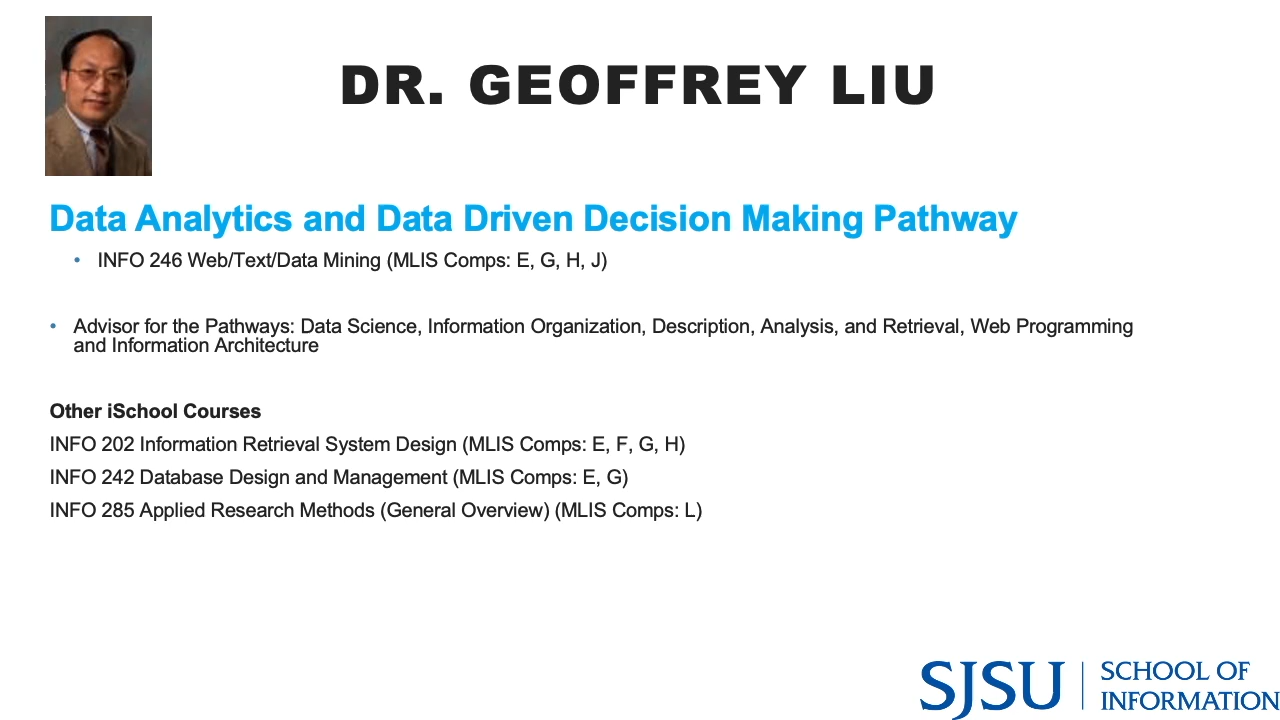 DR. GEOFFREY LIU
Data Analytics and Data Driven Decision Making Pathway
• INFO 246 Web/Text/Data Mining (MLIS Comps: E, G, H, J)
• Advisor for the Pathways: Data Science, Information Organization, Description, Analysis, and Retrieval, Web Programming
and Information Architecture
Other iSchool Courses
INFO 202 Information Retrieval System Design (MLIS Comps: E, F, G, H)
INFO 242 Database Design and Management (MLIS Comps: E, G)
INFO 285 Applied Research Methods (General Overview) (MLIS Comps: L)
SJSU | SCHOOL OF
INFORMATION